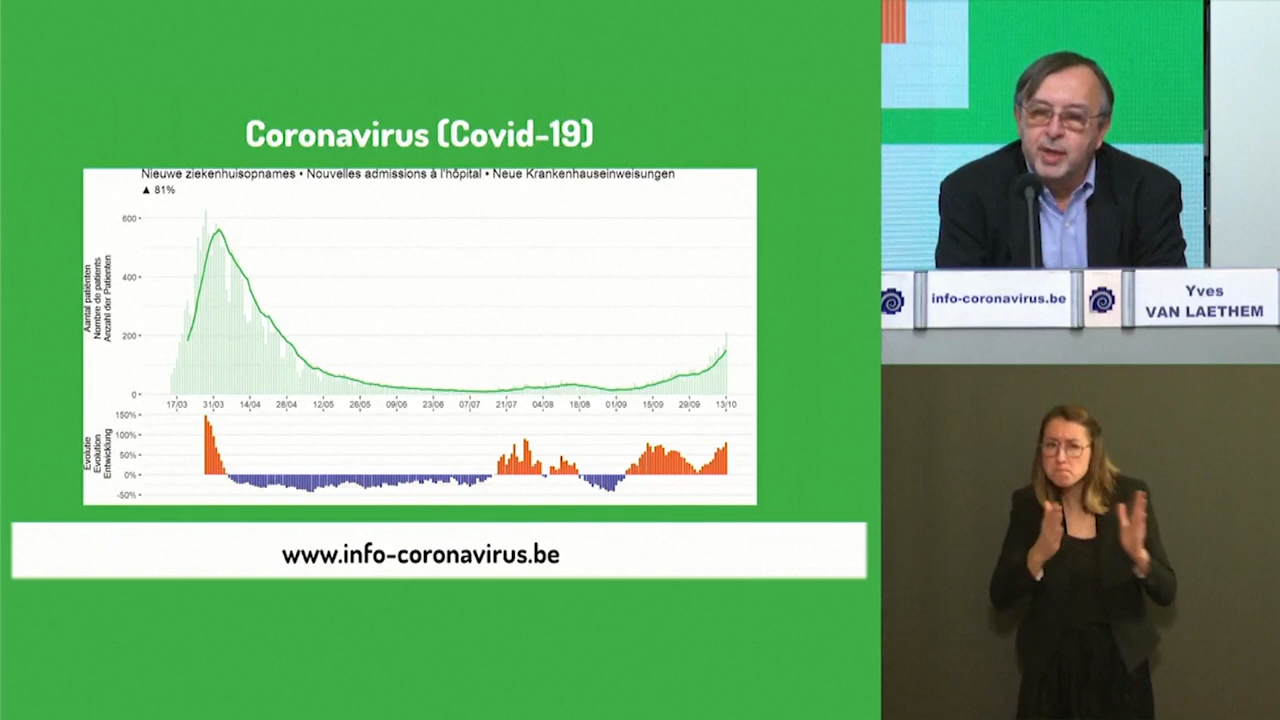 Coronavirus (Covid-19)
Nieuwe ziekenhuisopnames • Nouvelles admissions à l'hôpital • Neue Krankenhauseinweisungen
▲ 81%
Aantal patiënten
Nombre de patients
Anzahl der Patienten
600
400
200
0
17/03 31/03 14/04 28/04 12/05 26/05 09/06 23/06 07/07 21/07 04/08 18/08 01/09 15/09 29/09 13/10
Evolutie
Evolution
Entwicklung
150%
100%
50%
0%
-50%
www.info-coronavirus.be
info-coronavirus.be
Yves
VAN LAETHEM